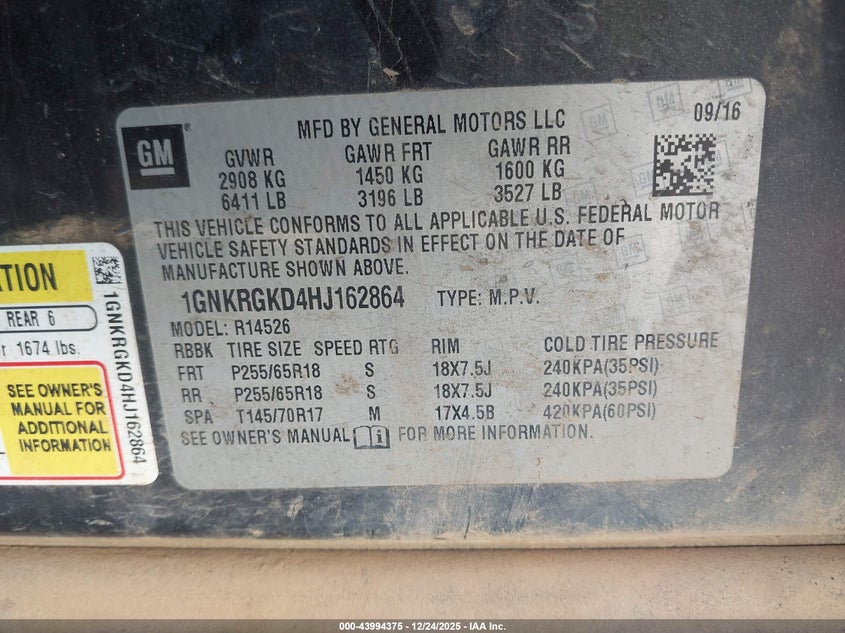 GM
®
MFD BY GENERAL MOTORS LLC
09/16
GVWR GAWR FRT GAWR RR
2908 KG 1450 KG 1600 KG
6411 LB 3196 LB 3527 LB
THIS VEHICLE CONFORMS TO ALL APPLICABLE U.S. FEDERAL MOTOR
VEHICLE SAFETY STANDARDS IN EFFECT ON THE DATE OF
MANUFACTURE SHOWN ABOVE.
1GNKRGKD4HJ162864 TYPE: M.P.V.
MODEL: R14526
RBBK TIRE SIZE SPEED RTG RIM COLD TIRE PRESSURE
FRT P255/65R18 S 18X7.5J 240KPA(35PSI)
RR P255/65R18 S 18X7.5J 240KPA(35PSI)
SPA T145/70R17 M 17X4.5B 420KPA(60PSI)
SEE OWNER'S MANUAL FOR MORE INFORMATION.
REAR 6
1674 lbs.
SEE OWNER'S
MANUAL FOR
ADDITIONAL
INFORMATION
1GNKRGKD4HJ162864
000-43994375 - 12/24/2025 - IAA Inc.